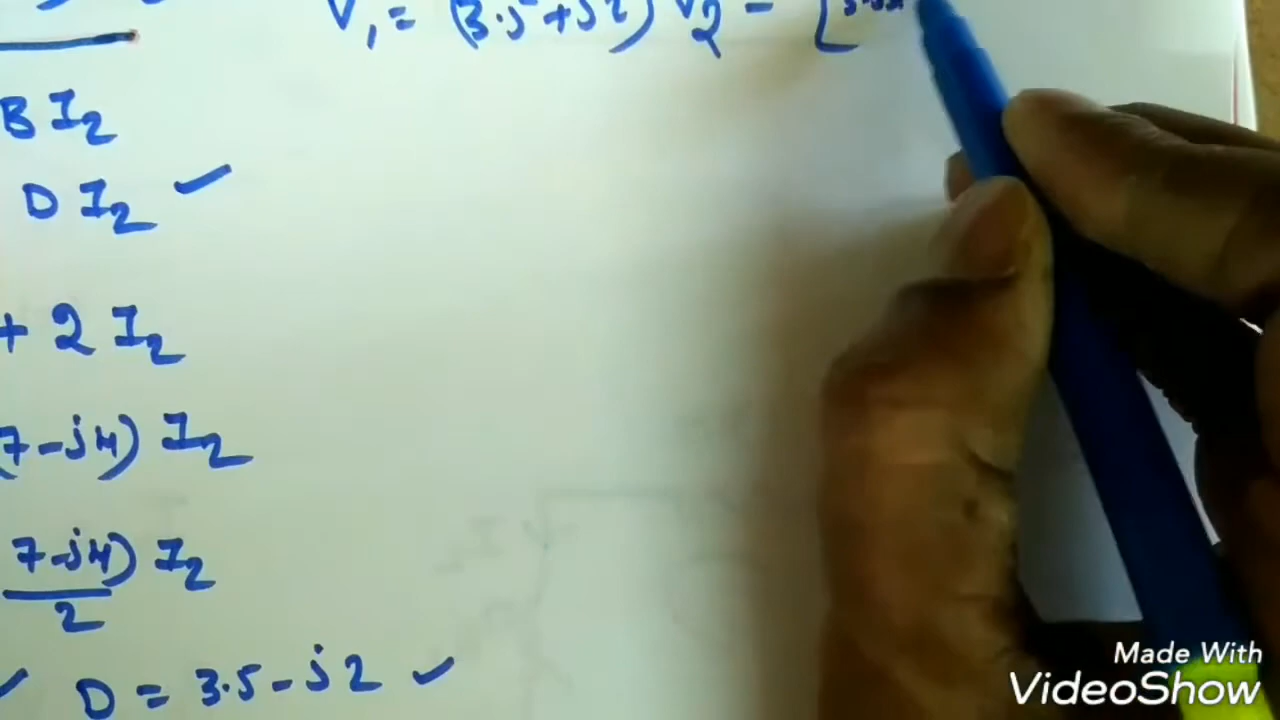 V₁ = (3.5+j2) V₂ - [
B I₂
D I₂ ✓
+ 2 I₂
(7-j4) I₂
7-j4) I₂
2
✓ D = 3.5-j2 ✓
Made With
VideoShow